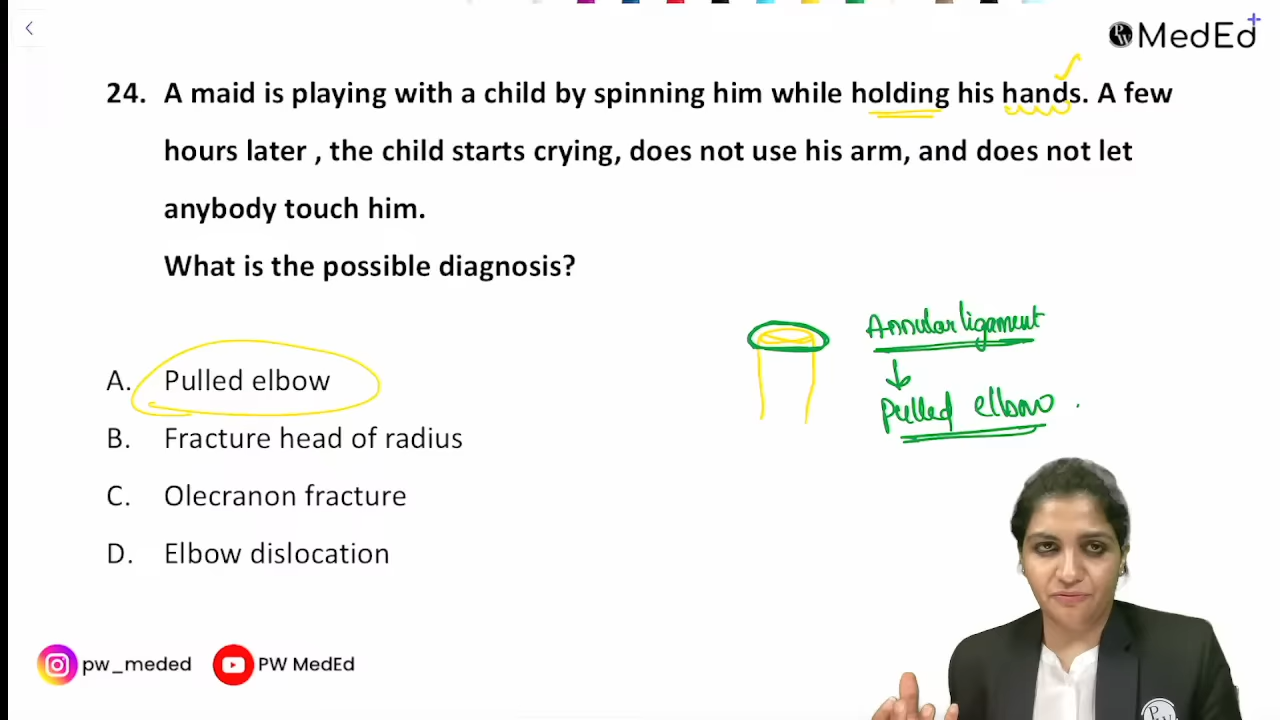 PW MedEd
24. A maid is playing with a child by spinning him while holding his hands. A few
hours later , the child starts crying, does not use his arm, and does not let
anybody touch him.
What is the possible diagnosis?
Annular ligament
Pulled elbow
A. Pulled elbow
B. Fracture head of radius
C. Olecranon fracture
D. Elbow dislocation
pw_meded
PW MedEd
PW